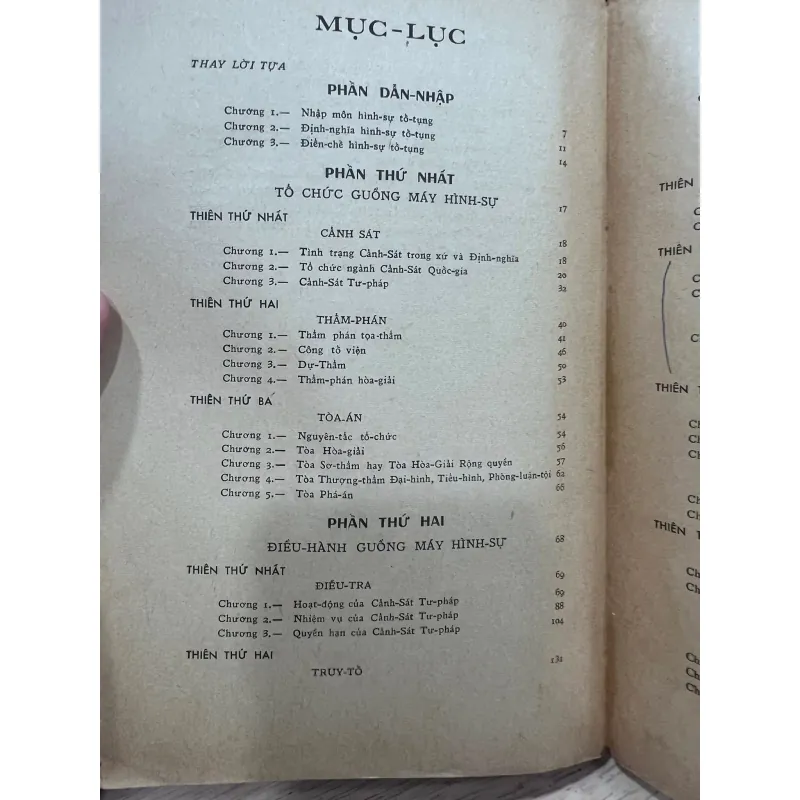 MỤC-LỤC
THAY LỜI TỰA
PHẦN DẪN-NHẬP
Chương 1.— Nhập môn hình-sự tố-tụng 7
Chương 2.— Định-nghĩa hình-sự tố-tụng 11
Chương 3.— Điển-chế hình-sự tố-tụng 14
PHẦN THỨ NHẤT
TỔ CHỨC GUỒNG MÁY HÌNH-SỰ 17
THIÊN THỨ NHẤT
CẢNH SÁT 18
Chương 1.— Tình trạng Cảnh-Sát trong xứ và Định-nghĩa 18
Chương 2.— Tổ chức ngành Cảnh-Sát Quốc-gia 20
Chương 3.— Cảnh-Sát Tư-pháp 32
THIÊN THỨ HAI
THẨM-PHÁN 40
Chương 1.— Thẩm phán tọa-thẩm 41
Chương 2.— Công tố viện 46
Chương 3.— Dự-Thẩm 50
Chương 4.— Thẩm-phán hòa-giải 53
THIÊN THỨ BA
TÒA-ÁN 54
Chương 1.— Nguyên-tắc tổ-chức 54
Chương 2.— Tòa Hòa-giải 56
Chương 3.— Tòa Sơ-thẩm hay Tòa Hòa-Giải Rộng quyền 57
Chương 4.— Tòa Thượng-thẩm Đại-hình, Tiểu-hình, Phòng-luận-tội 62
Chương 5.— Tòa Phá-án 66
PHẦN THỨ HAI
ĐIỀU-HÀNH GUỒNG MÁY HÌNH-SỰ 68
THIÊN THỨ NHẤT
ĐIỀU-TRA 69
Chương 1.— Hoạt-động của Cảnh-Sát Tư-pháp 69
Chương 2.— Nhiệm vụ của Cảnh-Sát Tư-pháp 88
Chương 3.— Quyền hạn của Cảnh-Sát Tư-pháp 104
THIÊN THỨ HAI
TRUY-TỐ 131
THIÊN
THIÊN
THIÊN
THIÊN